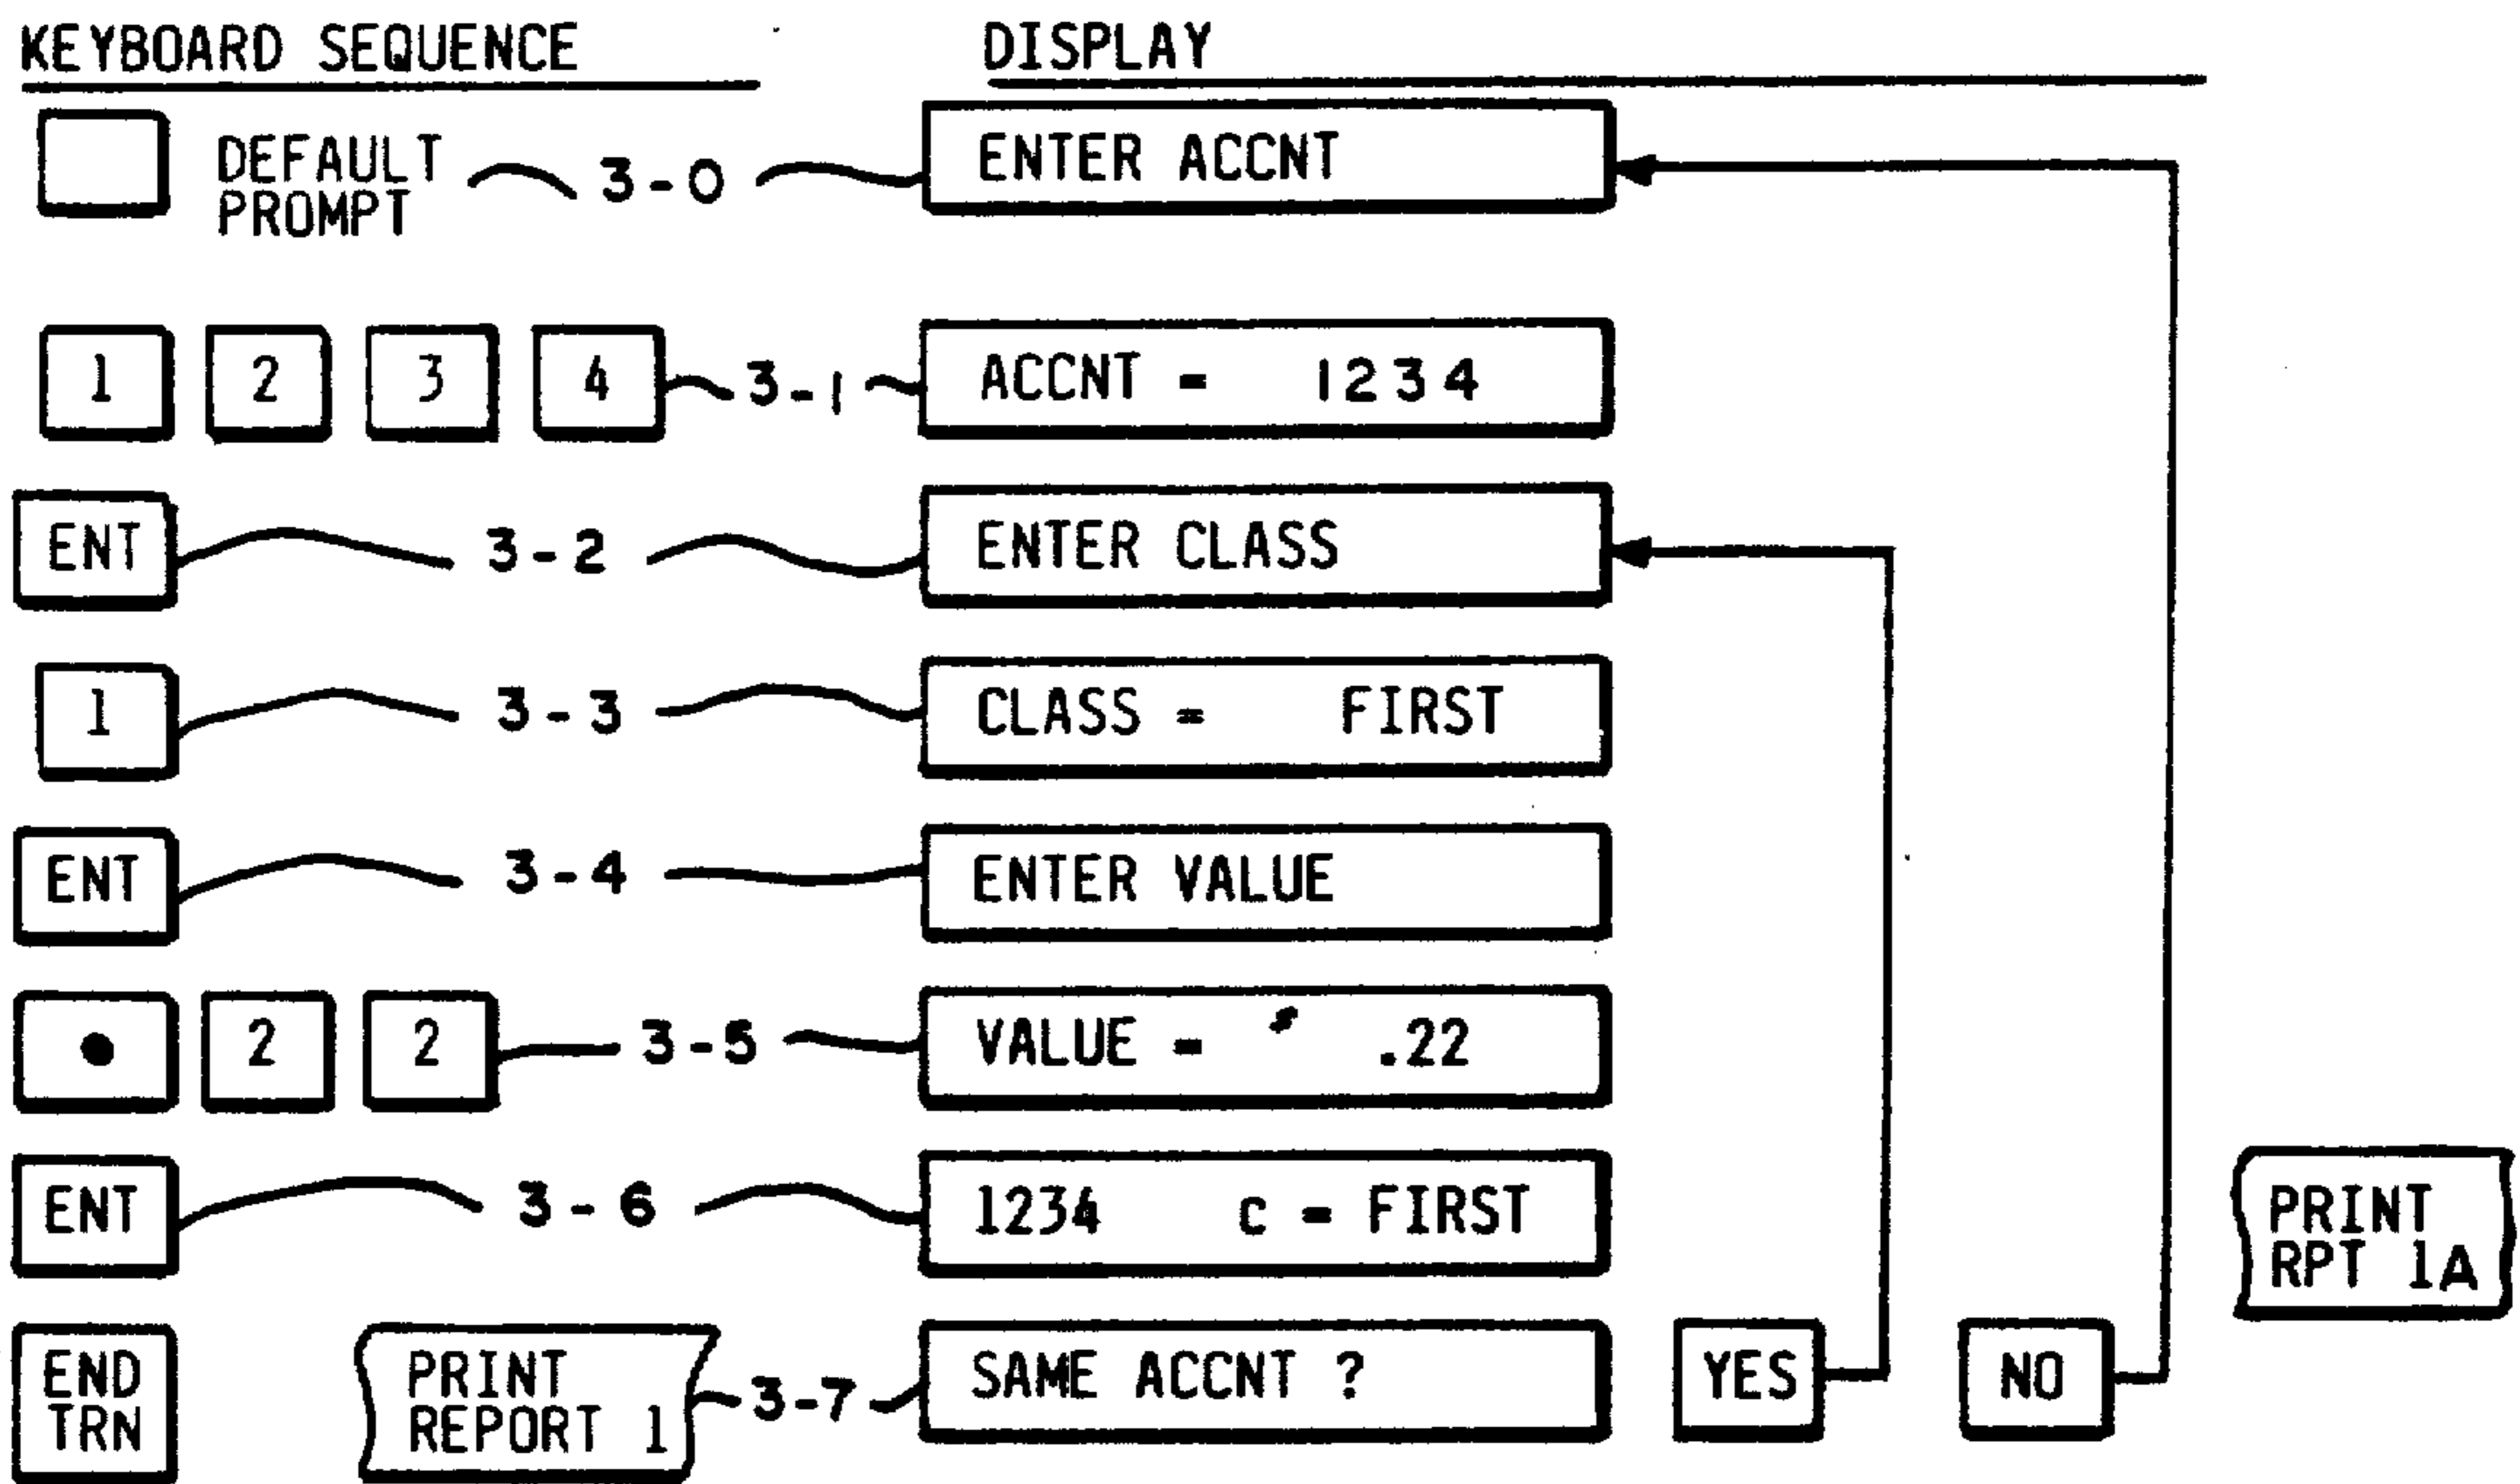 KEYBOARD SEQUENCE DISPLAY
DEFAULT
PROMPT
3-0 ENTER ACCNT
1 2 3 4 3-1 ACCNT = 1234
ENT 3-2 ENTER CLASS
1 3-3 CLASS = FIRST
ENT 3-4 ENTER VALUE
● 2 2 3-5 VALUE = .22
ENT 3-6 1234 c = FIRST
PRINT
RPT 1A
END
TRN
PRINT
REPORT 1
3-7 SAME ACCNT ? YES NO